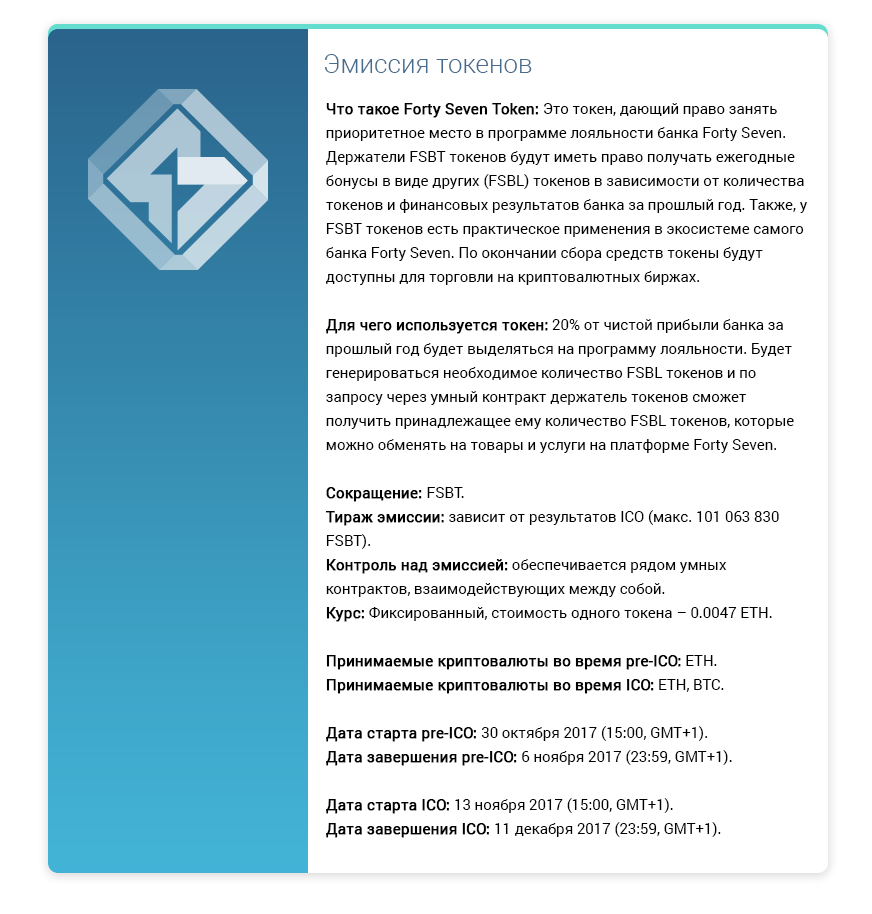 Эмиссия токенов
Что такое Forty Seven Token: Это токен, дающий право занять
приоритетное место в программе лояльности банка Forty Seven.
Держатели FSBT токенов будут иметь право получать ежегодные
бонусы в виде других (FSBL) токенов в зависимости от количества
токенов и финансовых результатов банка за прошлый год. Также, у
FSBT токенов есть практическое применения в экосистеме самого
банка Forty Seven. По окончании сбора средств токены будут
доступны для торговли на криптовалютных биржах.
Для чего используется токен: 20% от чистой прибыли банка за
прошлый год будет выделяться на программу лояльности. Будет
генерироваться необходимое количество FSBL токенов и по
запросу через умный контракт держатель токенов сможет
получить принадлежащее ему количество FSBL токенов, которые
можно обменять на товары и услуги на платформе Forty Seven.
Сокращение: FSBT.
Тираж эмиссии: зависит от результатов ICO (макс. 101 063 830
FSBT).
Контроль над эмиссией: обеспечивается рядом умных
контрактов, взаимодействующих между собой.
Курс: Фиксированный, стоимость одного токена – 0.0047 ETH.
Принимаемые криптовалюты во время pre-ICO: ETH.
Принимаемые криптовалюты во время ICO: ETH, BTC.
Дата старта pre-ICO: 30 октября 2017 (15:00, GMT+1).
Дата завершения pre-ICO: 6 ноября 2017 (23:59, GMT+1).
Дата старта ICO: 13 ноября 2017 (15:00, GMT+1).
Дата завершения ICO: 11 декабря 2017 (23:59, GMT+1).